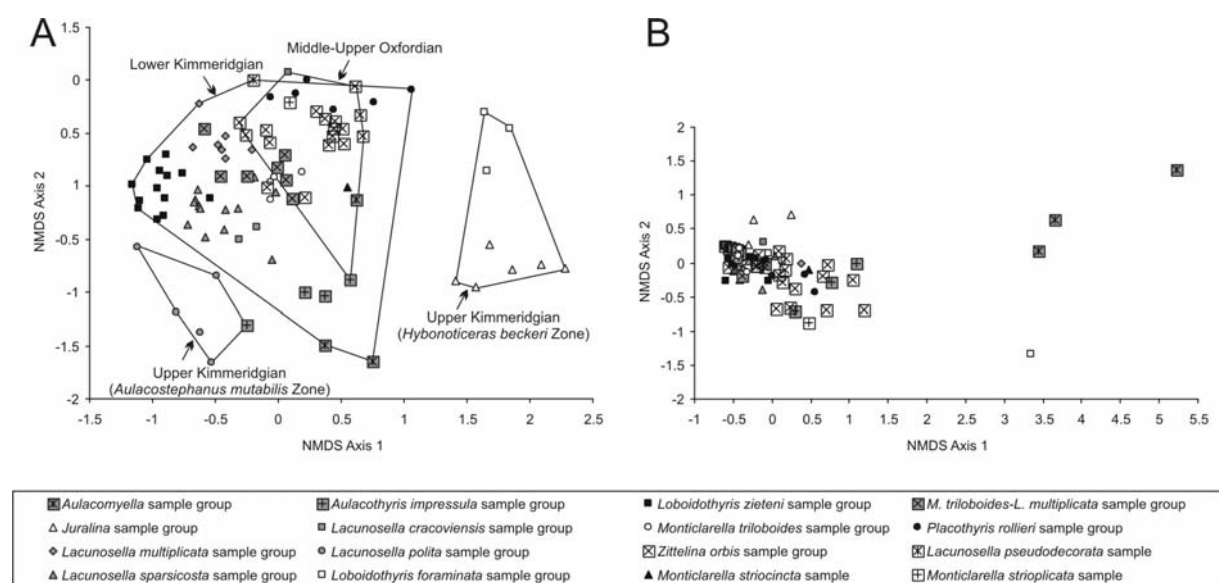 A
B
Middle-Upper Oxfordian
Lower Kimmeridgian
Upper Kimmeridgian
(Hybonoticeras beckeri Zone)
Upper Kimmeridgian
(Aulacostephanus mutabilis Zone)
1.5
0
0.5
1
-0.5
-1
-1.5
-2
NMDS Axis 2
-1.5 -1 -0.5 0 0.5 1 1.5 2 2.5
NMDS Axis 1
2
1.5
1
0.5
0
-0.5
-1
-1.5
-2
NMDS Axis 2
-1 -0.5 0 0.5 1 1.5 2 2.5 3 3.5 4 4.5 5 5.5
NMDS Axis 1
Aulacomyella sample group
Aulacothyris impressula sample group
Loboidothyris zieteni sample group
M. triloboides-L. multiplicata sample group
Juralina sample group
Lacunosella cracoviensis sample group
Monticlarella triloboides sample group
Placothyris rollieri sample group
Lacunosella multiplicata sample group
Lacunosella polita sample group
Zittelina orbis sample group
Lacunosella pseudodecorata sample
Lacunosella sparsicosta sample group
Loboidothyris foraminata sample group
Monticlarella striocincta sample
Monticlarella strioplicata sample